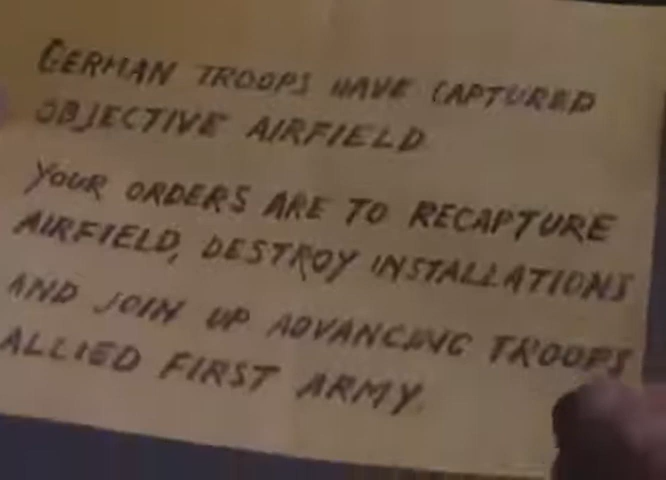 GERMAN TROOPS HAVE CAPTURED
OBJECTIVE AIRFIELD
YOUR ORDERS ARE TO RECAPTURE
AIRFIELD, DESTROY INSTALLATIONS
AND JOIN UP ADVANCING TROOPS
ALLIED FIRST ARMY.